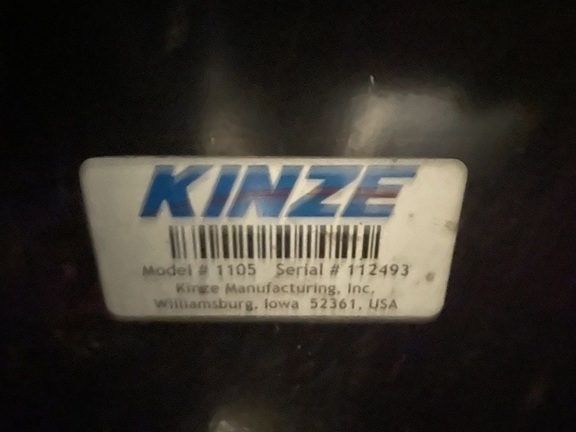 KINZE
Model # 1105 Serial # 112493
Kinze Manufacturing, Inc.
Williamsburg, Iowa 52361, USA